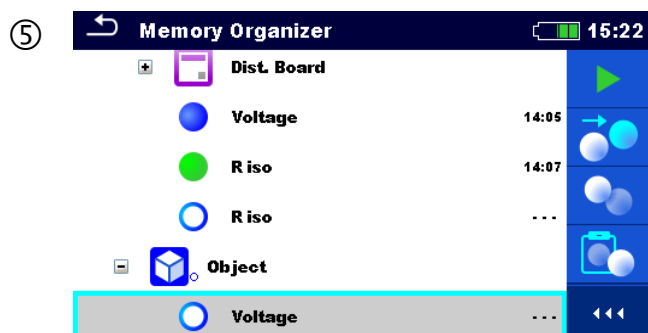 ⑤
Memory Organizer 15:22
Dist. Board
Voltage 14:05
R iso 14:07
R iso ---
Object
Voltage ---